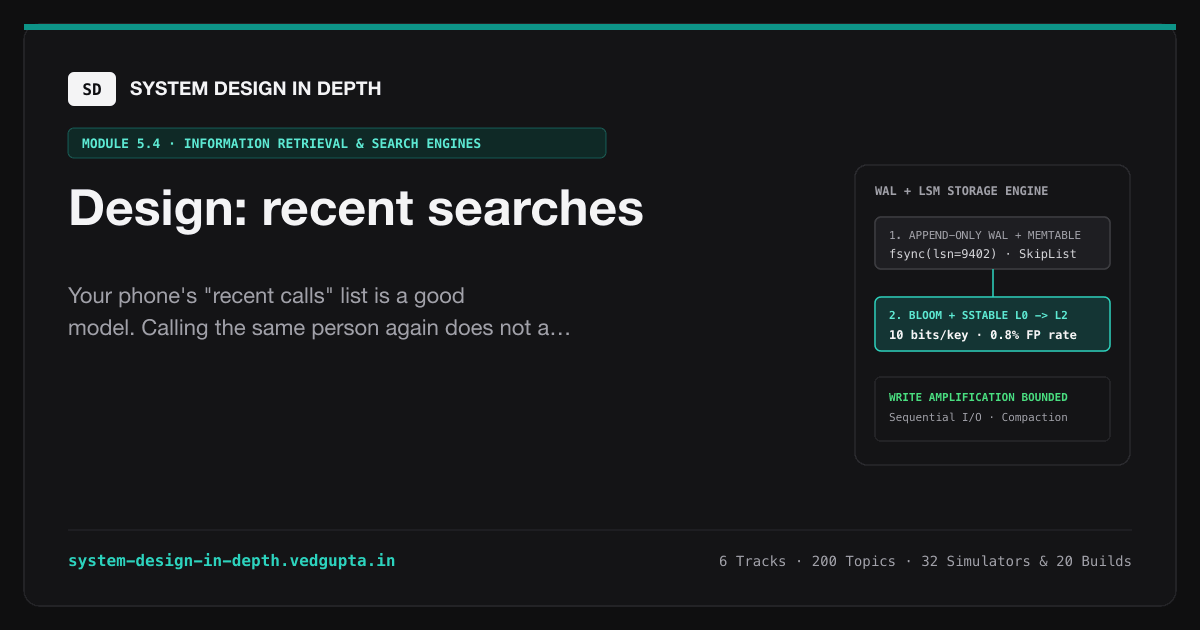 SD
SYSTEM DESIGN IN DEPTH
MODULE 5.4 · INFORMATION RETRIEVAL & SEARCH ENGINES
Design: recent searches
Your phone's "recent calls" list is a good
model. Calling the same person again does not a…
WAL + LSM STORAGE ENGINE
1. APPEND-ONLY WAL + MEMTABLE
fsync(lsn=9402) · SkipList
2. BLOOM + SSTABLE L0 -> L2
10 bits/key · 0.8% FP rate
WRITE AMPLIFICATION BOUNDED
Sequential I/O · Compaction
system-design-in-depth.vedgupta.in
6 Tracks · 200 Topics · 32 Simulators & 20 Builds